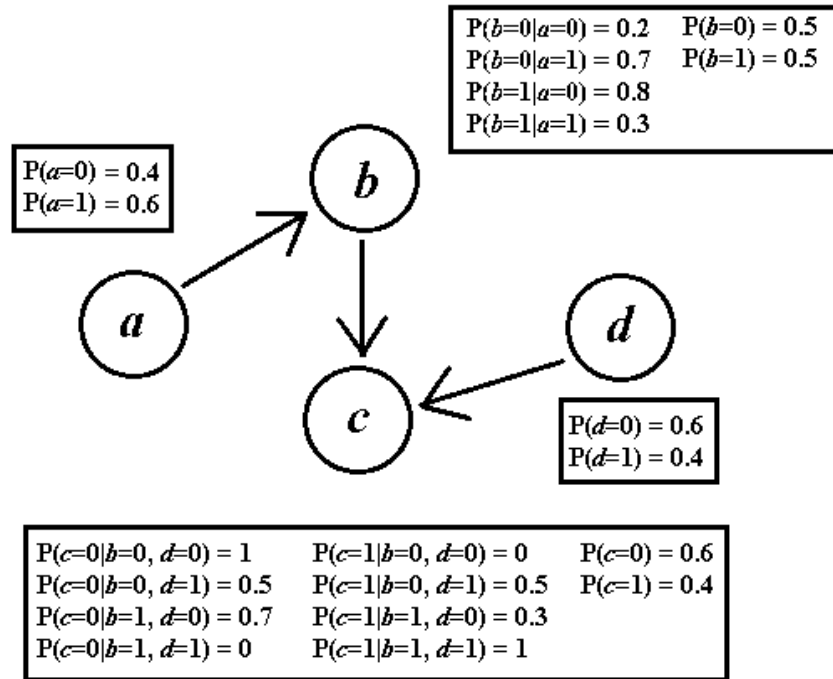 P(b=0|a=0) = 0.2 P(b=0) = 0.5
P(b=0|a=1) = 0.7 P(b=1) = 0.5
P(b=1|a=0) = 0.8
P(b=1|a=1) = 0.3
P(a=0) = 0.4
P(a=1) = 0.6
b
a
d
c
P(d=0) = 0.6
P(d=1) = 0.4
P(c=0|b=0, d=0) = 1 P(c=1|b=0, d=0) = 0 P(c=0) = 0.6
P(c=0|b=0, d=1) = 0.5 P(c=1|b=0, d=1) = 0.5 P(c=1) = 0.4
P(c=0|b=1, d=0) = 0.7 P(c=1|b=1, d=0) = 0.3
P(c=0|b=1, d=1) = 0 P(c=1|b=1, d=1) = 1